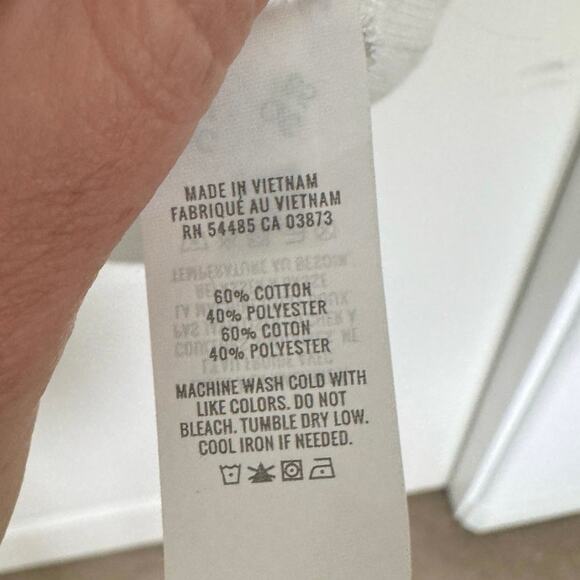 MADE IN VIETNAM
FABRIQUÉ AU VIETNAM
RN 54485 CA 03873
60% COTTON
40% POLYESTER
60% COTON
40% POLYESTER
MACHINE WASH COLD WITH
LIKE COLORS. DO NOT
BLEACH. TUMBLE DRY LOW.
COOL IRON IF NEEDED.